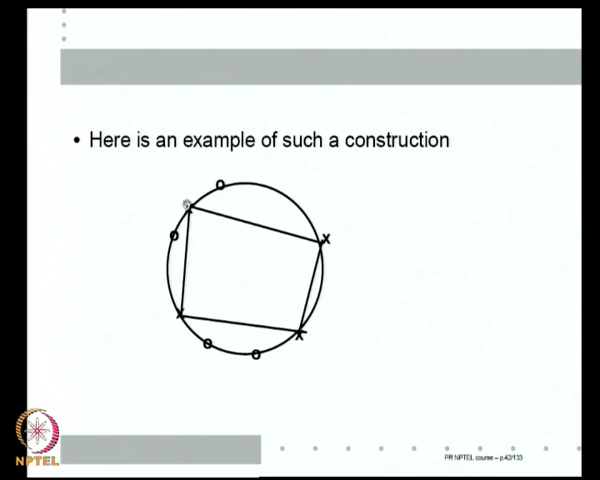 • Here is an example of such a construction
o
x
o
x
x
x
o
o
NPTEL
PR NPTEL course – p.42/133